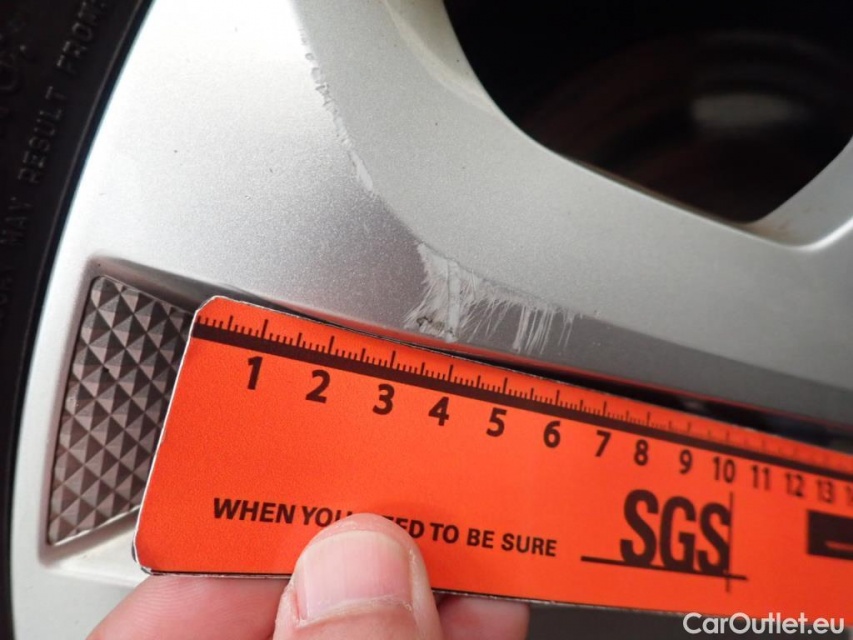 MAY RESULT FROM
1 2 3 4 5 6 7 8 9 10 11 12 13
WHEN YOU
TO BE SURE
SGS
CarOutlet.eu